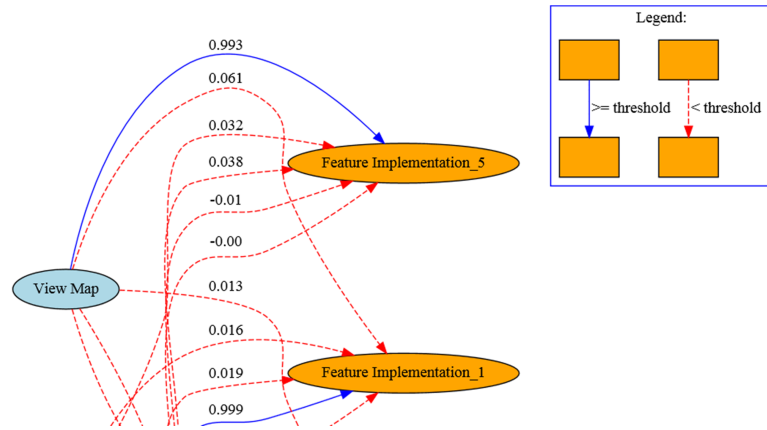 Legend:
>= threshold
< threshold
0.993
0.061
0.032
0.038
Feature Implementation_5
-0.01
-0.00
View Map
0.013
0.016
0.019
Feature Implementation_1
0.999